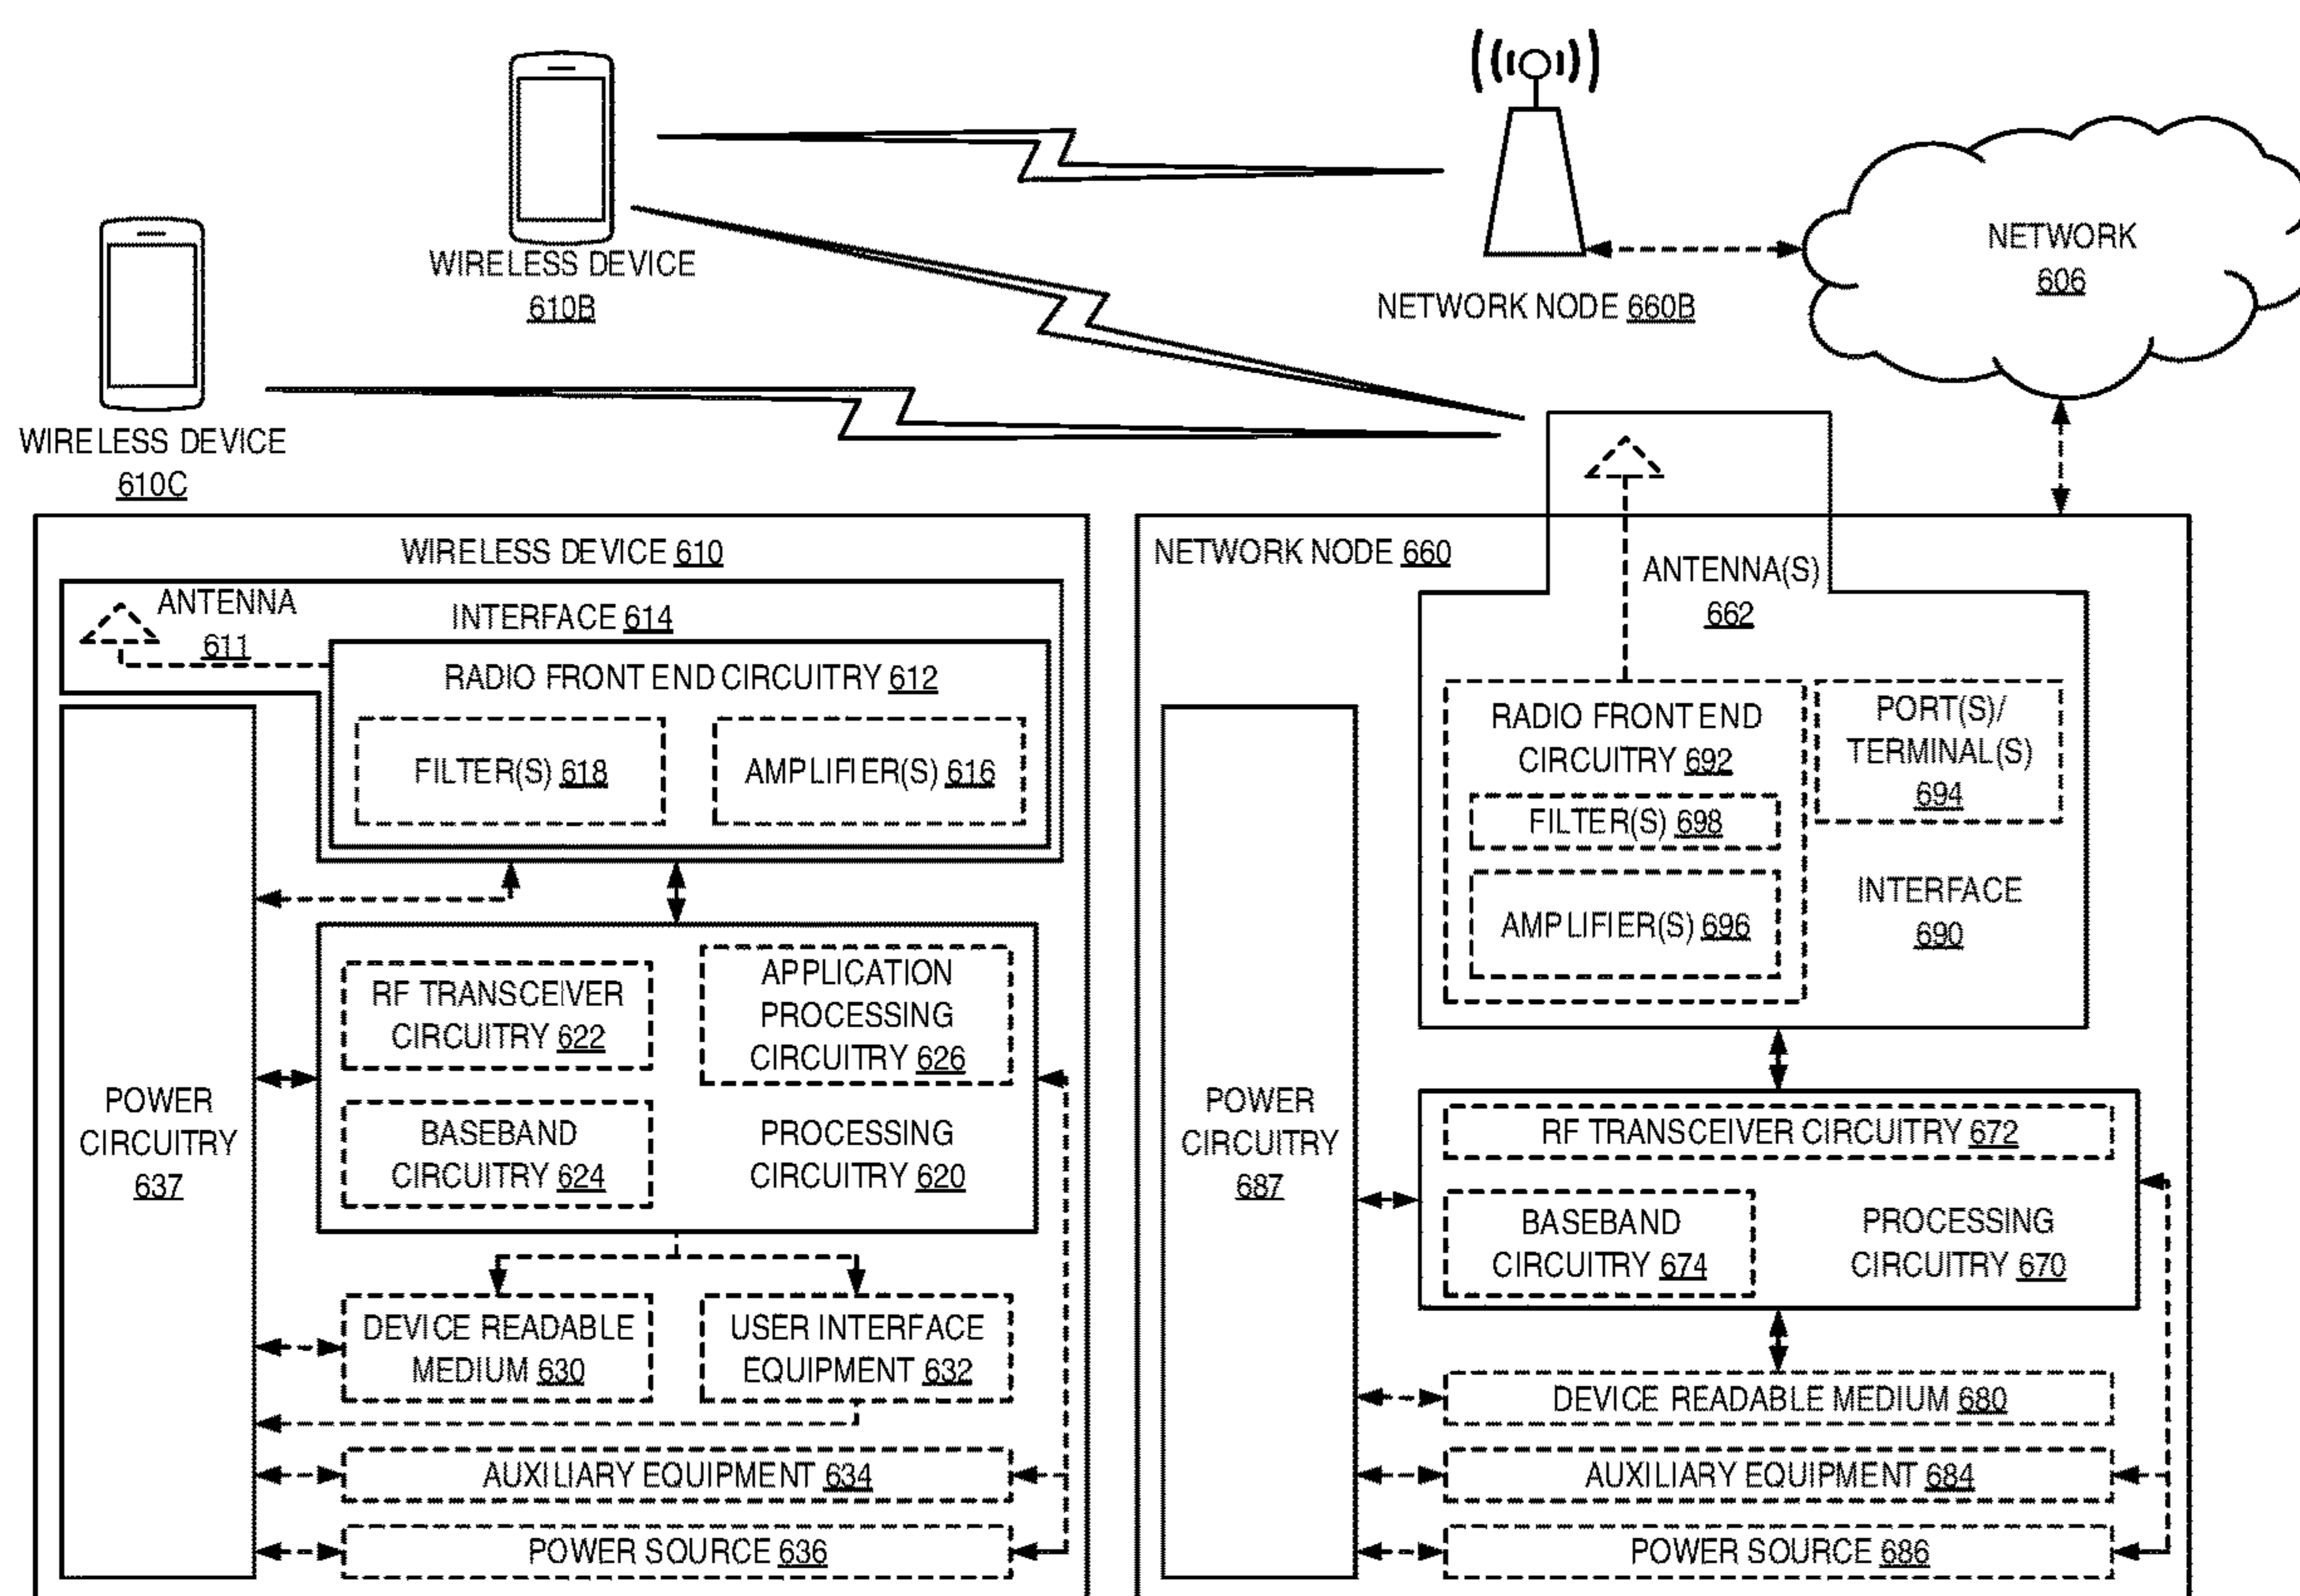 WIRELESS DEVICE
610B
NETWORK NODE 660B
NETWORK
606
WIRELESS DEVICE
610C
WIRELESS DEVICE 610
ANTENNA
611
INTERFACE 614
RADIO FRONT END CIRCUITRY 612
FILTER(S) 618
AMPLIFIER(S) 616
POWER
CIRCUITRY
637
RF TRANSCEIVER
CIRCUITRY 622
APPLICATION
PROCESSING
CIRCUITRY 626
BASEBAND
CIRCUITRY 624
PROCESSING
CIRCUITRY 620
DEVICE READABLE
MEDIUM 630
USER INTERFACE
EQUIPMENT 632
AUXILIARY EQUIPMENT 634
POWER SOURCE 636
NETWORK NODE 660
ANTENNA(S)
662
RADIO FRONT END
CIRCUITRY 692
FILTER(S) 698
AMPLIFIER(S) 696
PORT(S)/
TERMINAL(S)
694
INTERFACE
690
POWER
CIRCUITRY
687
RF TRANSCEIVER CIRCUITRY 672
BASEBAND
CIRCUITRY 674
PROCESSING
CIRCUITRY 670
DEVICE READABLE MEDIUM 680
AUXILIARY EQUIPMENT 684
POWER SOURCE 686